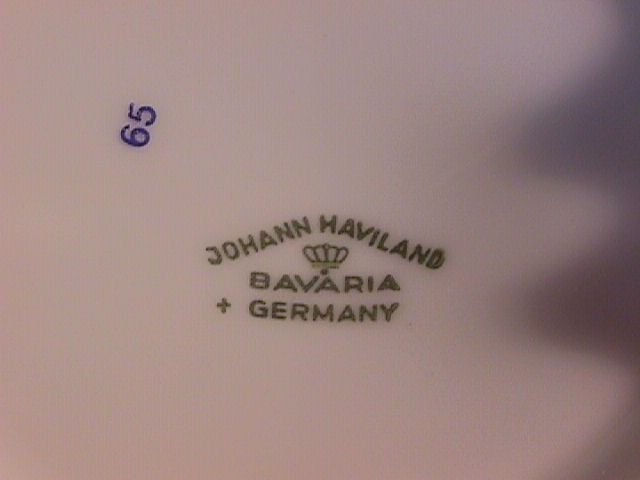 65
JOHANN HAVILAND
BAVARIA
+ GERMANY